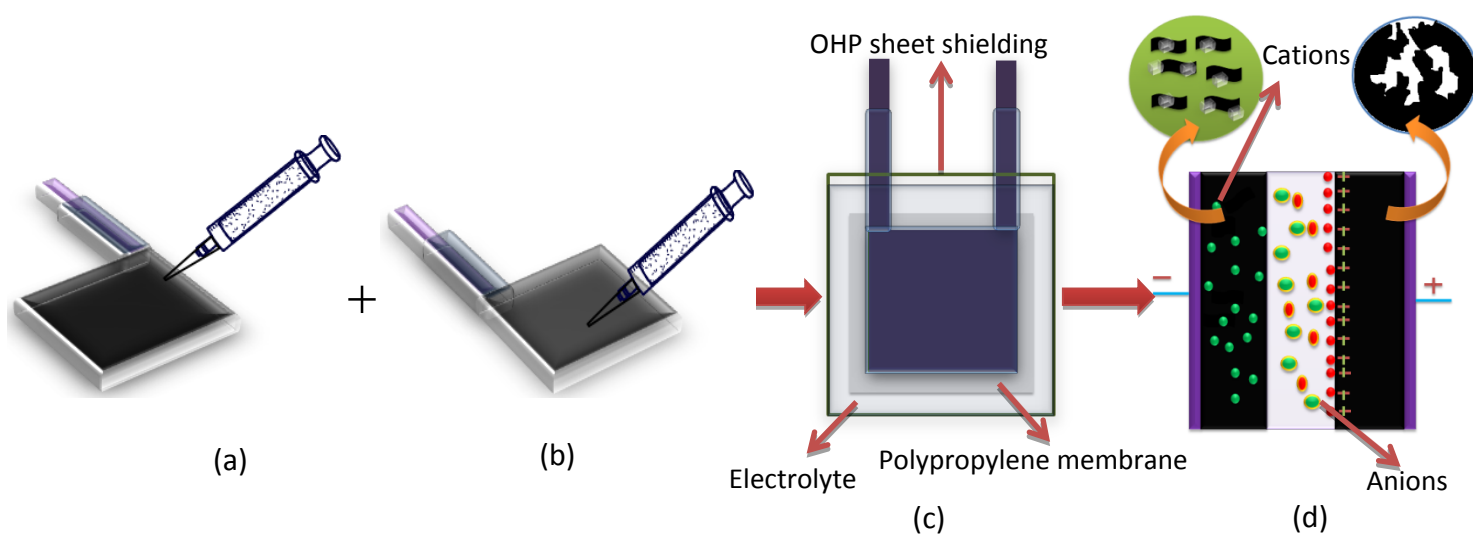 OHP sheet shielding
Cations
+
−
+
Electrolyte
Polypropylene membrane
Anions
(a)
(b)
(c)
(d)